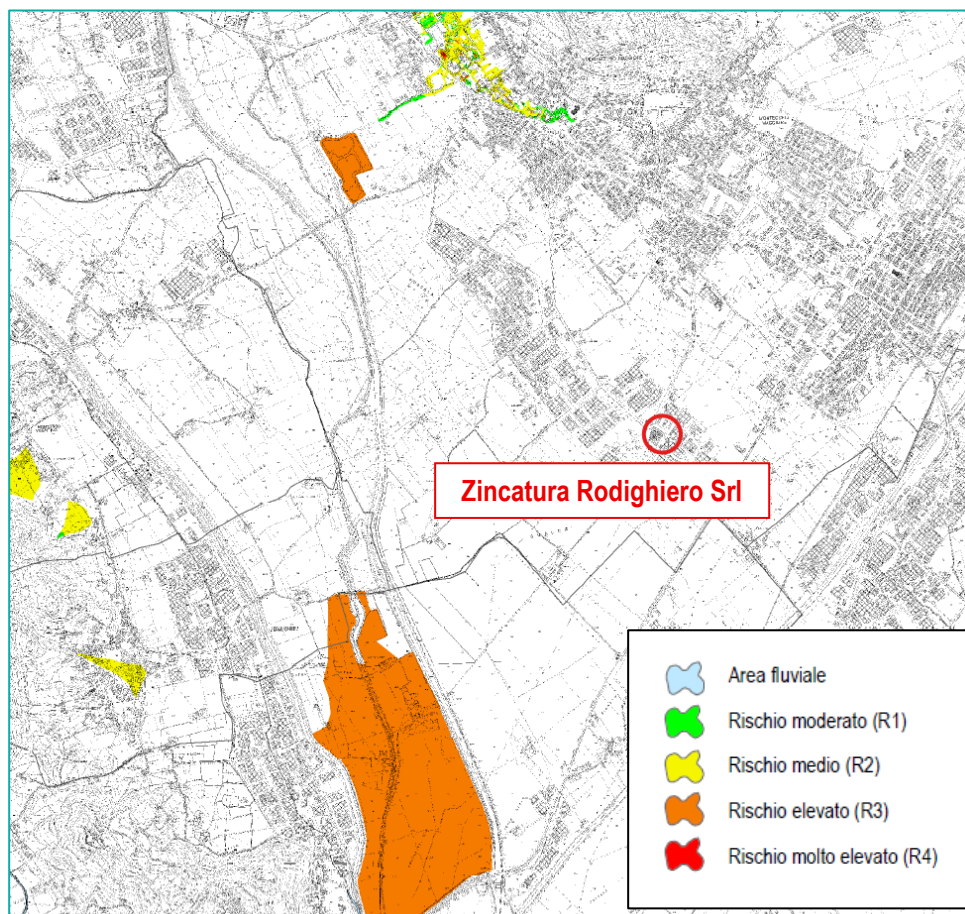 Zincatura Rodighiero Srl
Area fluviale
Rischio moderato (R1)
Rischio medio (R2)
Rischio elevato (R3)
Rischio molto elevato (R4)